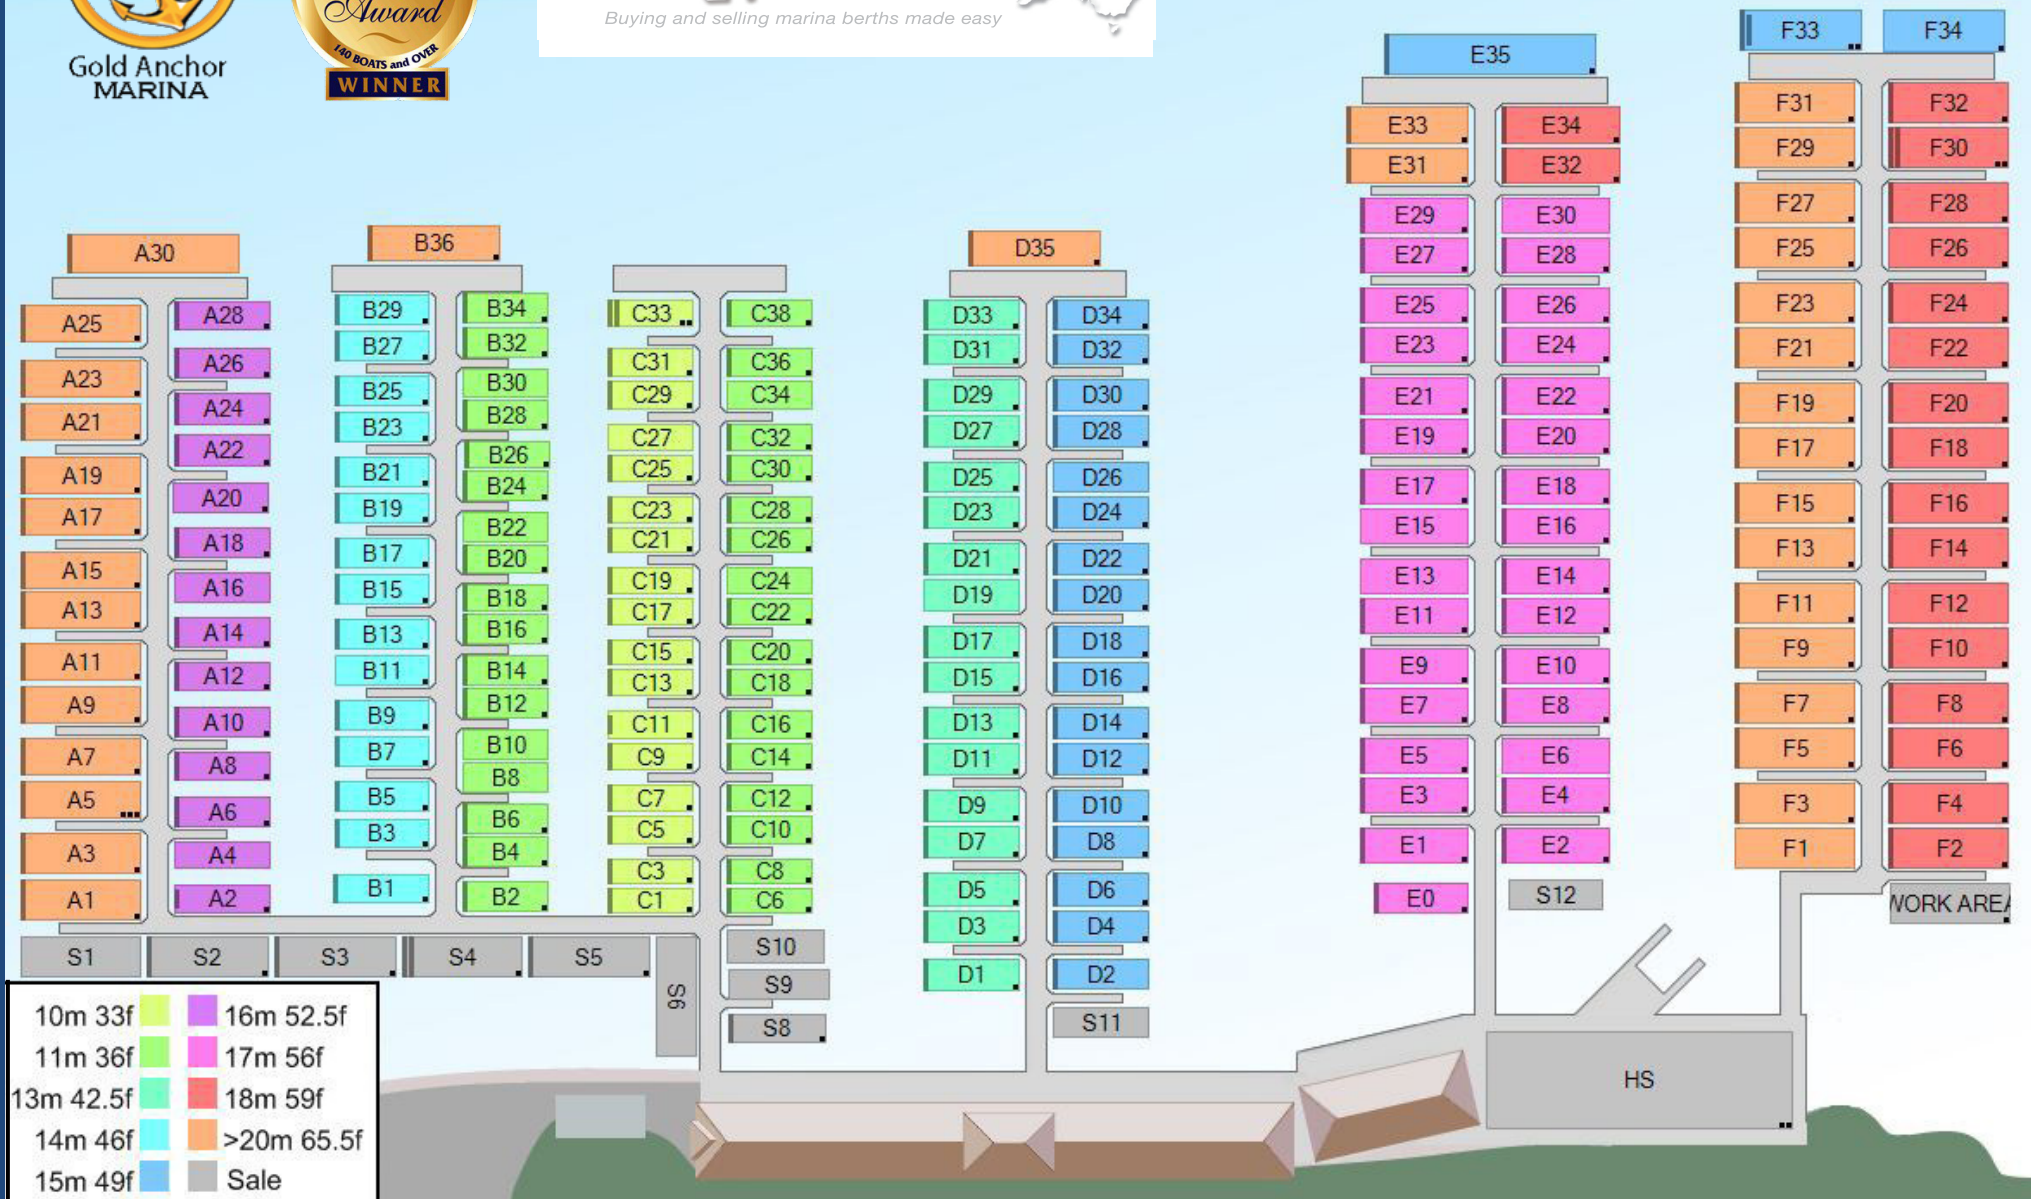 Gold Anchor
MARINA
Award
140 BOATS and OVER
WINNER
Buying and selling marina berths made easy
A30
A25
A23
A21
A19
A17
A15
A13
A11
A9
A7
A5
A3
A1
A28
A26
A24
A22
A20
A18
A16
A14
A12
A10
A8
A6
A4
A2
B36
B29
B27
B25
B23
B21
B19
B17
B15
B13
B11
B9
B7
B5
B3
B1
B34
B32
B30
B28
B26
B24
B22
B20
B18
B16
B14
B12
B10
B8
B6
B4
B2
C33
C31
C29
C27
C25
C23
C21
C19
C17
C15
C13
C11
C9
C7
C5
C3
C1
C38
C36
C34
C32
C30
C28
C26
C24
C22
C20
C18
C16
C14
C12
C10
C8
C6
D35
D33
D31
D29
D27
D25
D23
D21
D19
D17
D15
D13
D11
D9
D7
D5
D3
D1
D34
D32
D30
D28
D26
D24
D22
D20
D18
D16
D14
D12
D10
D8
D6
D4
D2
E35
E33
E31
E29
E27
E25
E23
E21
E19
E17
E15
E13
E11
E9
E7
E5
E3
E1
E0
E34
E32
E30
E28
E26
E24
E22
E20
E18
E16
E14
E12
E10
E8
E6
E4
E2
S12
F33
F34
F31
F29
F27
F25
F23
F21
F19
F17
F15
F13
F11
F9
F7
F5
F3
F1
F32
F30
F28
F26
F24
F22
F20
F18
F16
F14
F12
F10
F8
F6
F4
F2
WORK AREA
S1
S2
S3
S4
S5
S6
S10
S9
S8
S11
HS
10m 33f
11m 36f
13m 42.5f
14m 46f
15m 49f
16m 52.5f
17m 56f
18m 59f
>20m 65.5f
Sale